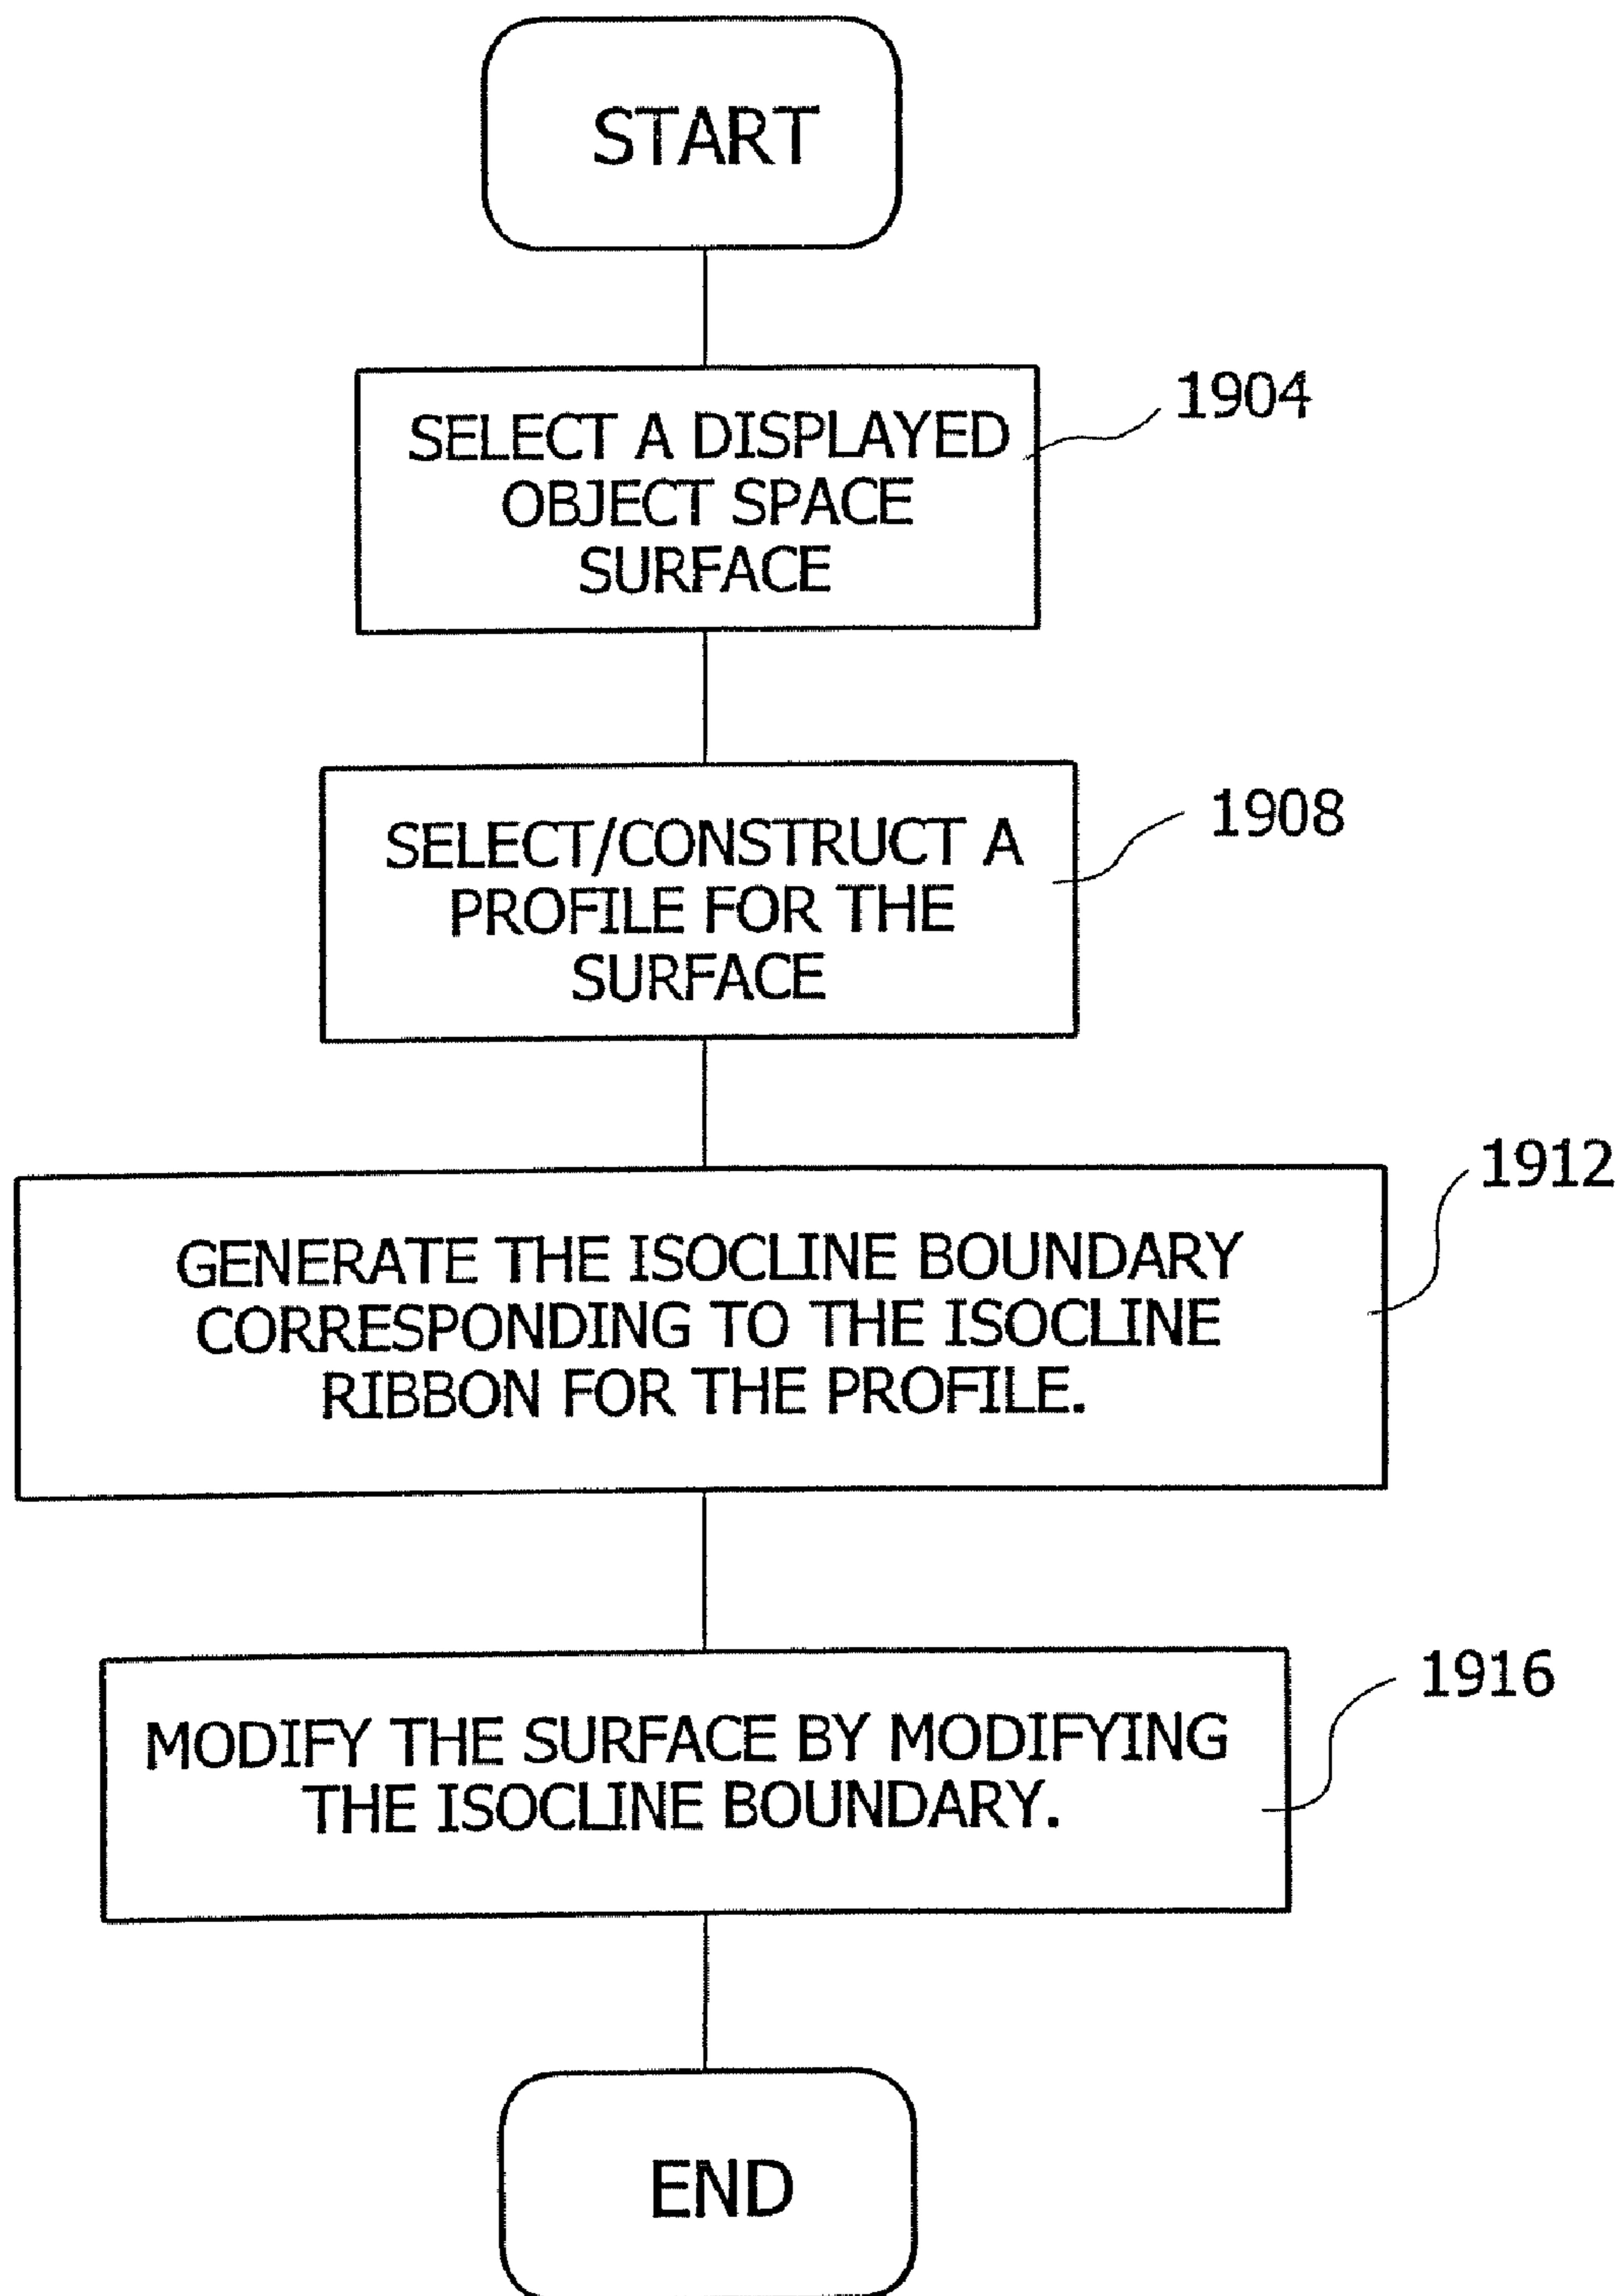 START
SELECT A DISPLAYED
OBJECT SPACE
SURFACE
1904
SELECT/CONSTRUCT A
PROFILE FOR THE
SURFACE
1908
GENERATE THE ISOCLINE BOUNDARY
CORRESPONDING TO THE ISOCLINE
RIBBON FOR THE PROFILE.
1912
MODIFY THE SURFACE BY MODIFYING
THE ISOCLINE BOUNDARY.
1916
END